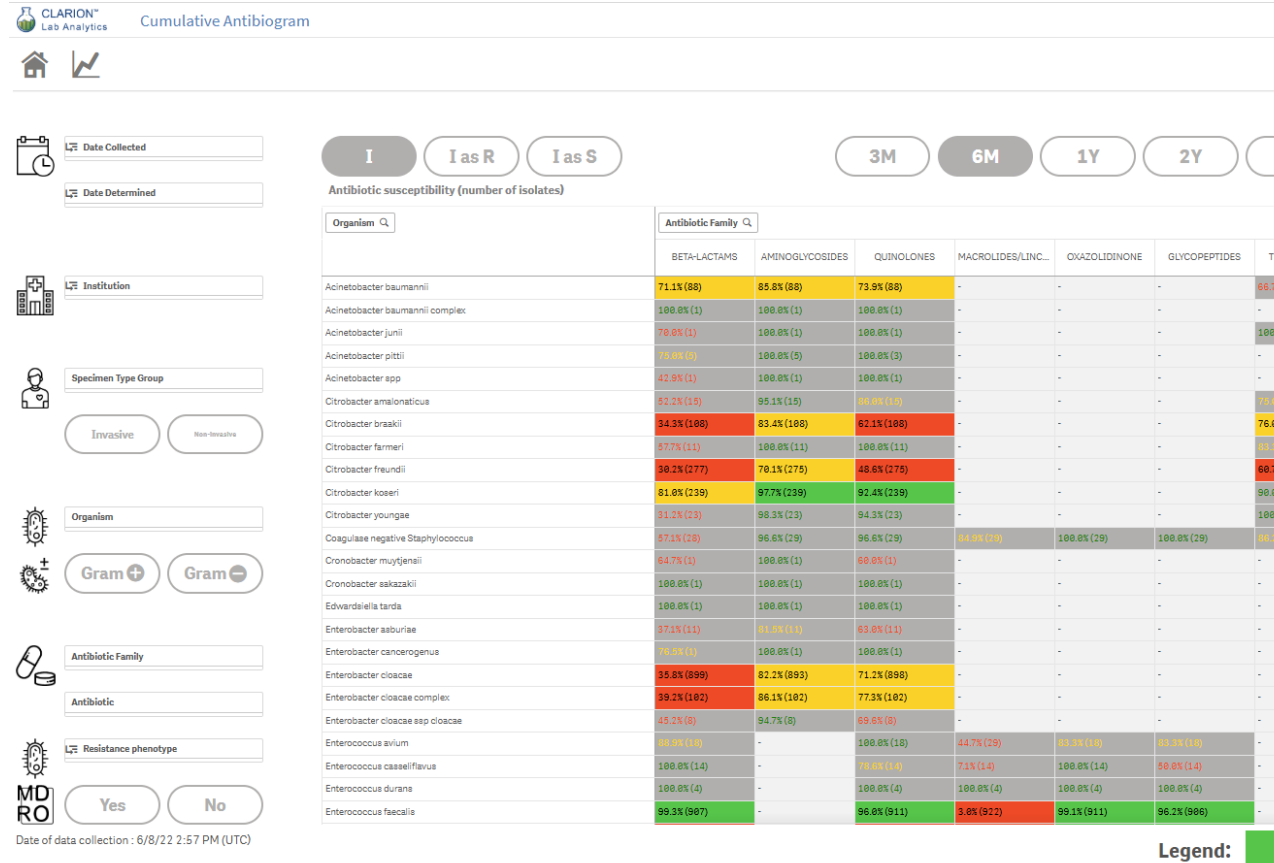 CLARION™
Lab Analytics
Cumulative Antibiogram
Date Collected
Date Determined
Institution
Specimen Type Group
Invasive Non-Invasive
Organism
Gram + Gram −
Antibiotic Family
Antibiotic
Resistance phenotype
MD
RO
Yes No
Date of data collection : 6/8/22 2:57 PM (UTC)
I I as R I as S 3M 6M 1Y 2Y
Antibiotic susceptibility (number of isolates)
Organism Antibiotic Family
BETA-LACTAMS AMINOGLYCOSIDES QUINOLONES MACROLIDES/LINC... OXAZOLIDINONE GLYCOPEPTIDES T
Acinetobacter baumannii 71.1% (88) 85.8% (88) 73.9% (88) - - - 66.7
Acinetobacter baumannii complex 100.0% (1) 100.0% (1) 100.0% (1) - - - -
Acinetobacter junii 70.0% (1) 100.0% (1) 100.0% (1) - - - 100
Acinetobacter pittii 75.0% (5) 100.0% (5) 100.0% (3) - - - -
Acinetobacter spp 42.9% (1) 100.0% (1) 100.0% (1) - - - -
Citrobacter amalonaticus 52.2% (15) 95.1% (15) (15) - - - 75.
Citrobacter braakii 34.3% (108) 83.4% (108) 62.1% (108) - - - 76.0
Citrobacter farmeri 57.7% (11) 100.0% (11) 100.0% (11) - - -
Citrobacter freundii 30.2% (277) 70.1% (275) 48.6% (275) - - - 60.7
Citrobacter koseri 81.0% (239) 97.7% (239) 92.4% (239) - - - 90.
Citrobacter youngae 31.2% (23) 98.3% (23) 94.3% (23) - - - 100
Coagulase negative Staphylococcus 57.1% (28) 96.6% (29) 96.6% (29) 84.9% (29) 100.0% (29) 100.0% (29) 86.
Cronobacter muytjensii 64.7% (1) 100.0% (1) 60.0% (1) - - - -
Cronobacter sakazakii 100.0% (1) 100.0% (1) 100.0% (1) - - - -
Edwardsiella tarda 100.0% (1) 100.0% (1) 100.0% (1) - - - -
Enterobacter asburiae 37.1% (11) 81.5% (11) 63.0% (11) - - - -
Enterobacter cancerogenus 76.5% (1) 100.0% (1) 100.0% (1) - - - -
Enterobacter cloacae 35.8% (899) 82.2% (893) 71.2% (898) - - - -
Enterobacter cloacae complex 39.2% (102) 86.1% (102) 77.3% (102) - - - -
Enterobacter cloacae ssp cloacae 45.2% (8) 94.7% (8) 69.6% (8) - - - -
Enterococcus avium 88.9% (18) - 100.0% (18) 44.7% (29) 83.3% (18) 83.3% (18) -
Enterococcus casseliflavus 100.0% (14) - 78.6% (14) 7.1% (14) 100.0% (14) 50.0% (14) -
Enterococcus durans 100.0% (4) - 100.0% (4) 100.0% (4) 100.0% (4) 100.0% (4) -
Enterococcus faecalis 99.3% (907) - 96.0% (911) 3.0% (922) 99.1% (911) 96.2% (906) -
Legend: